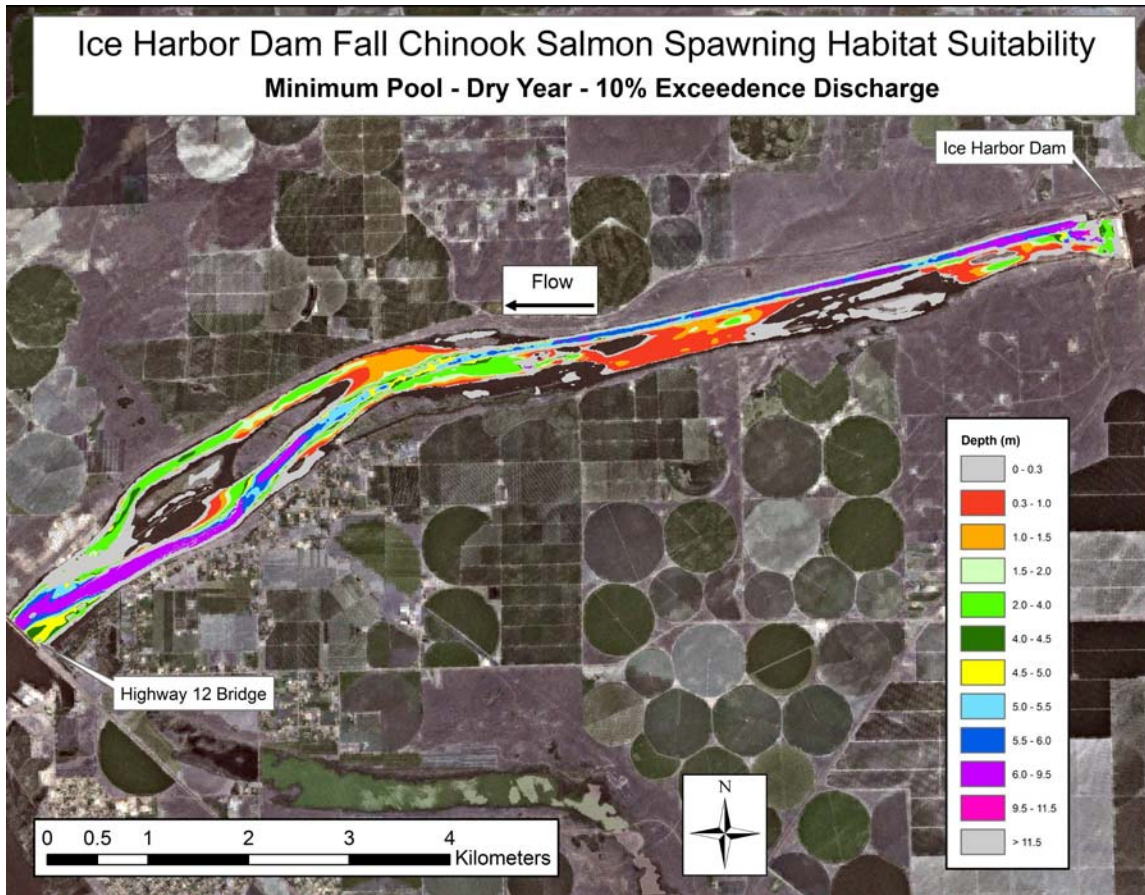 Ice Harbor Dam Fall Chinook Salmon Spawning Habitat Suitability
Minimum Pool - Dry Year - 10% Exceedence Discharge
Ice Harbor Dam
Flow
Highway 12 Bridge
Depth (m)
0 - 0.3
0.3 - 1.0
1.0 - 1.5
1.5 - 2.0
2.0 - 4.0
4.0 - 4.5
4.5 - 5.0
5.0 - 5.5
5.5 - 6.0
6.0 - 9.5
9.5 - 11.5
> 11.5
N
0 0.5 1 2 3 4
Kilometers